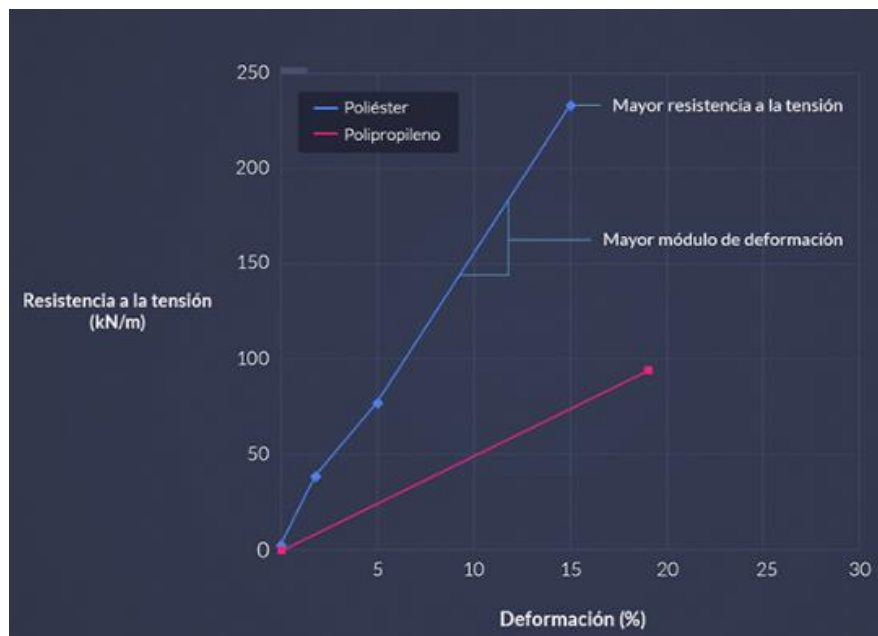 250
Poliéster
Polipropileno
Mayor resistencia a la tensión
200
Mayor módulo de deformación
150
Resistencia a la tensión
(kN/m)
100
50
0
5 10 15 20 25 30
Deformación (%)